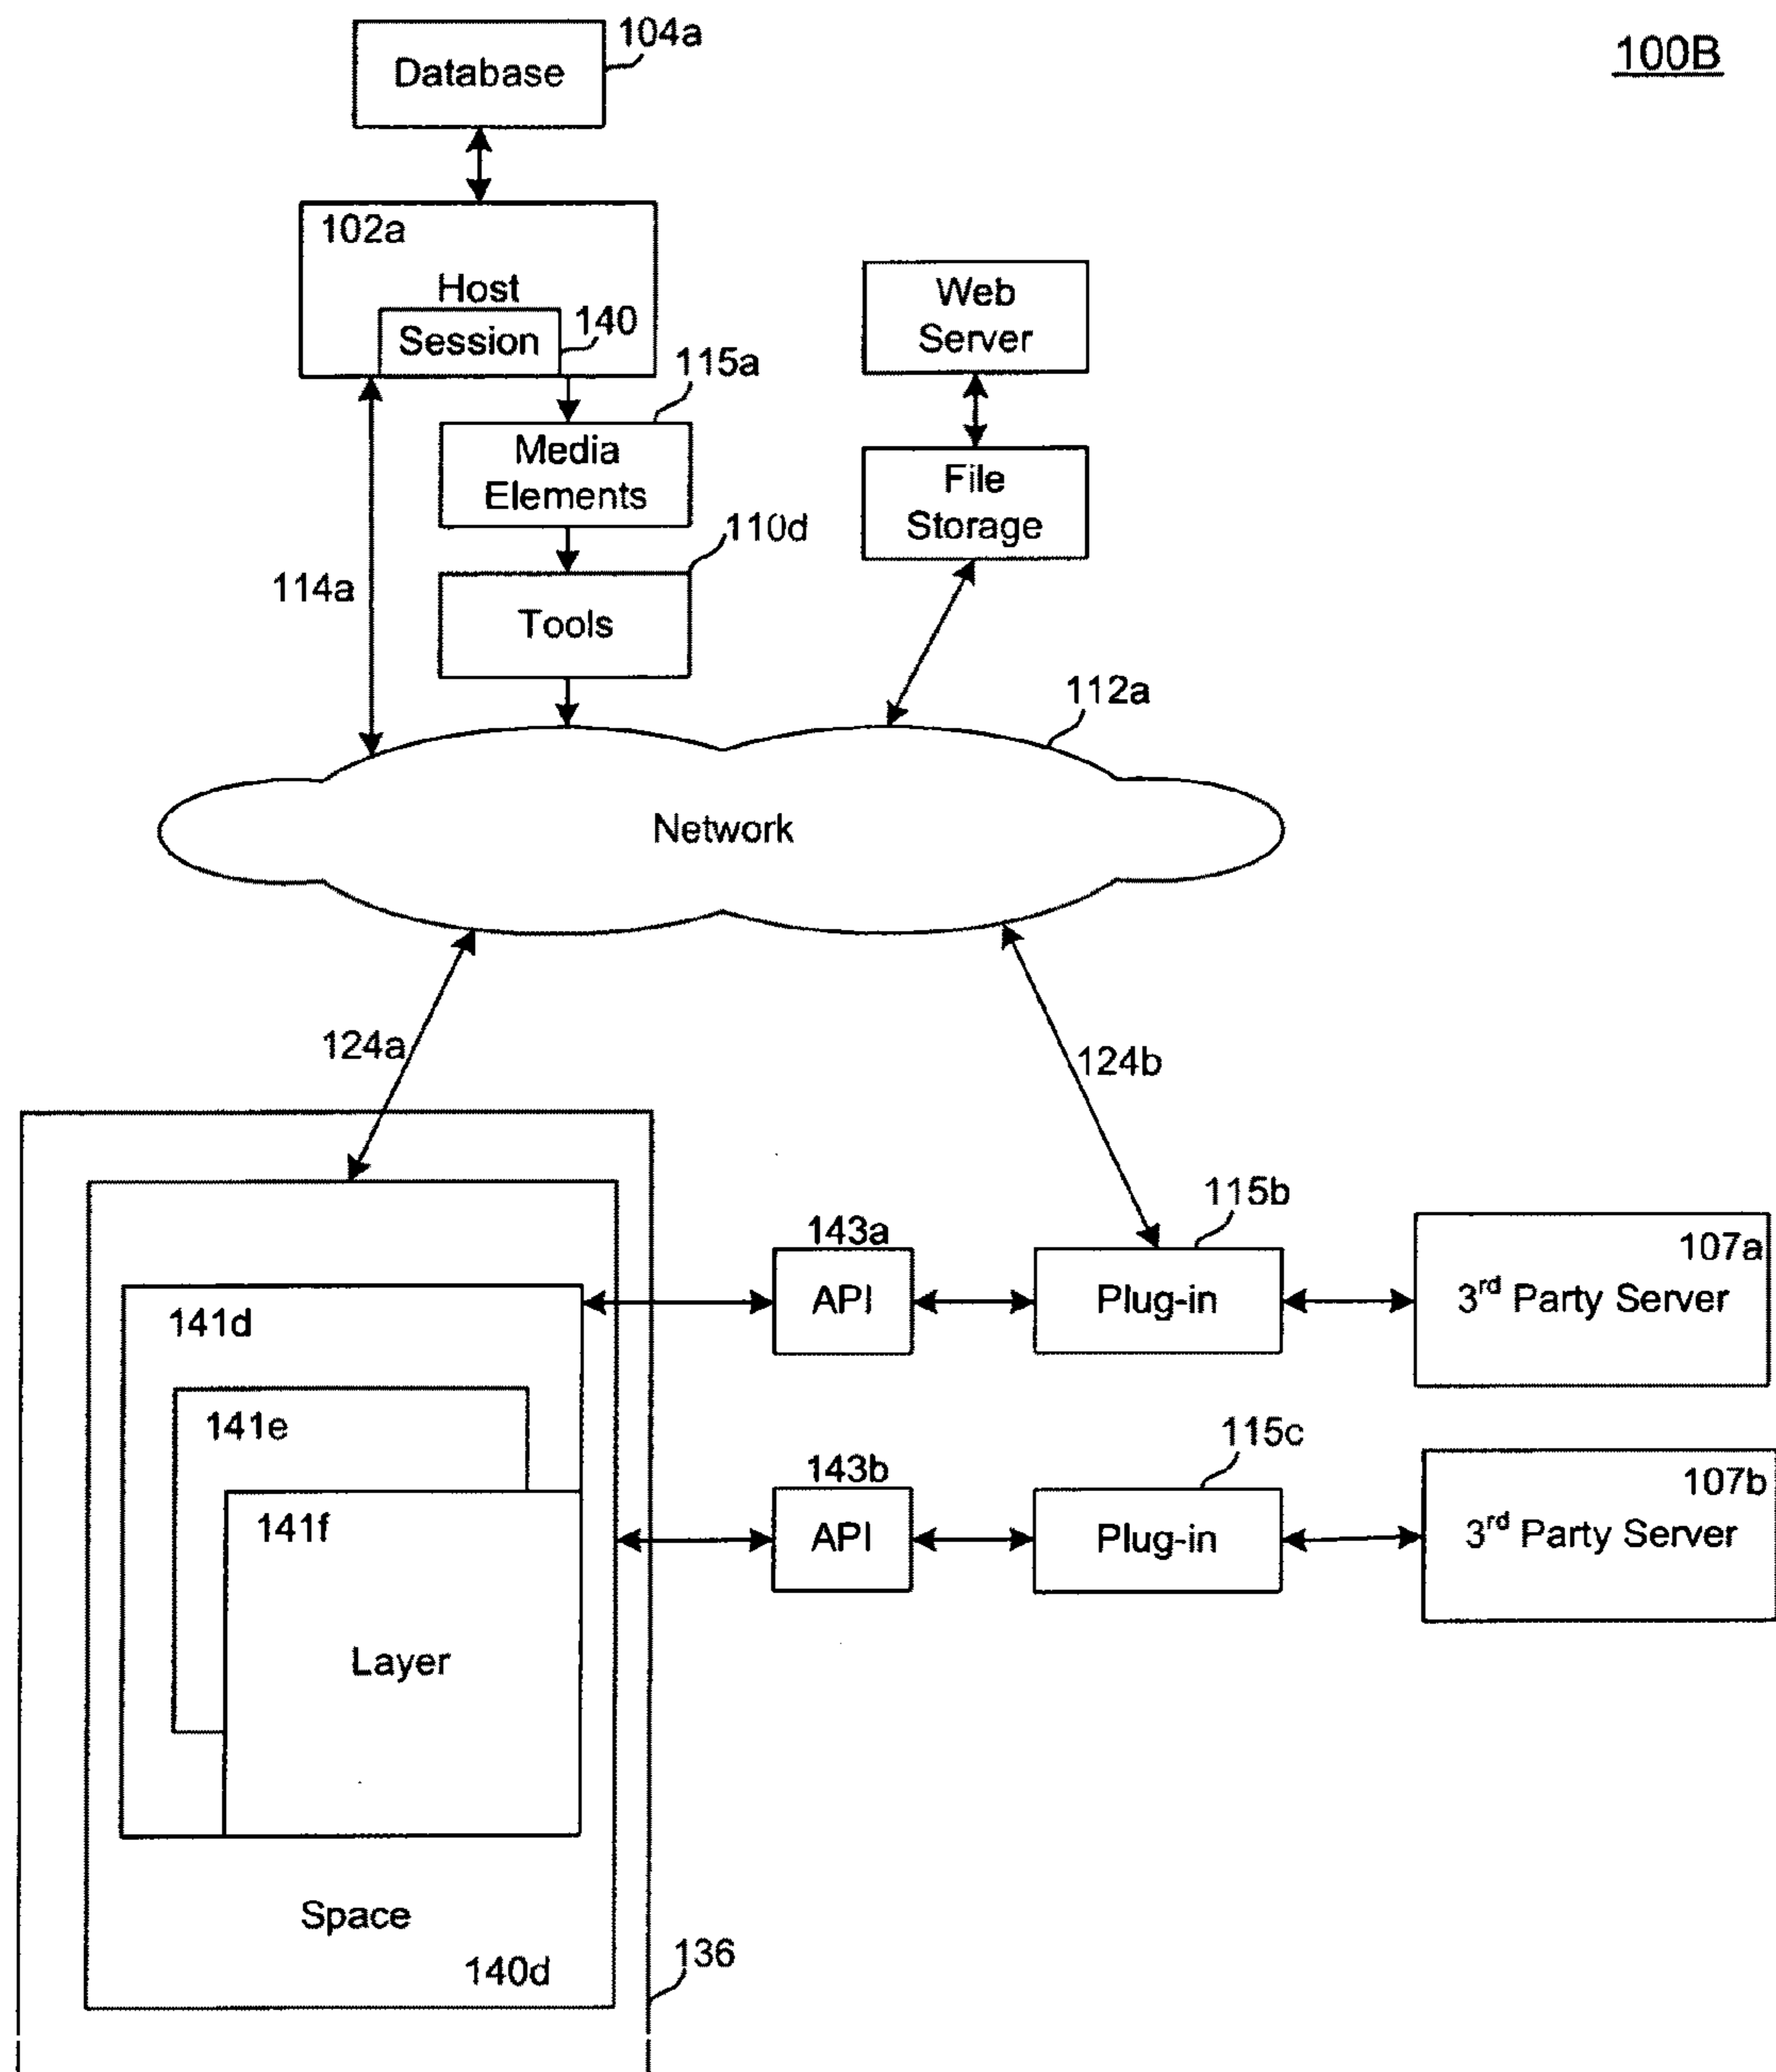 100B
104a
Database
102a
Host
Session
140
115a
Media
Elements
110d
Tools
114a
Web
Server
File
Storage
112a
Network
124a
124b
143a
API
115b
Plug-in
107a
3rd Party Server
143b
API
115c
Plug-in
107b
3rd Party Server
141d
141e
141f
Layer
Space
140d
136